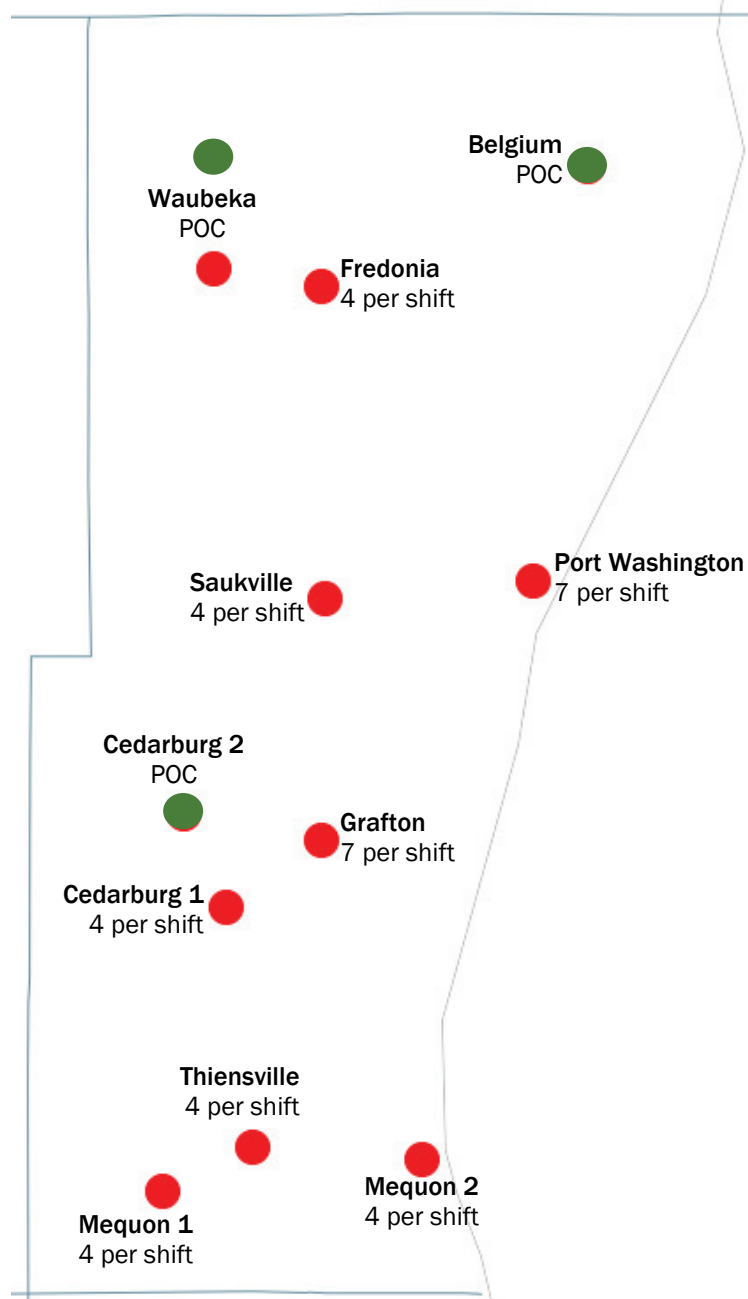 Belgium
POC
Waubeka
POC
Fredonia
4 per shift
Port Washington
7 per shift
Saukville
4 per shift
Cedarburg 2
POC
Grafton
7 per shift
Cedarburg 1
4 per shift
Thiensville
4 per shift
Mequon 2
4 per shift
Mequon 1
4 per shift